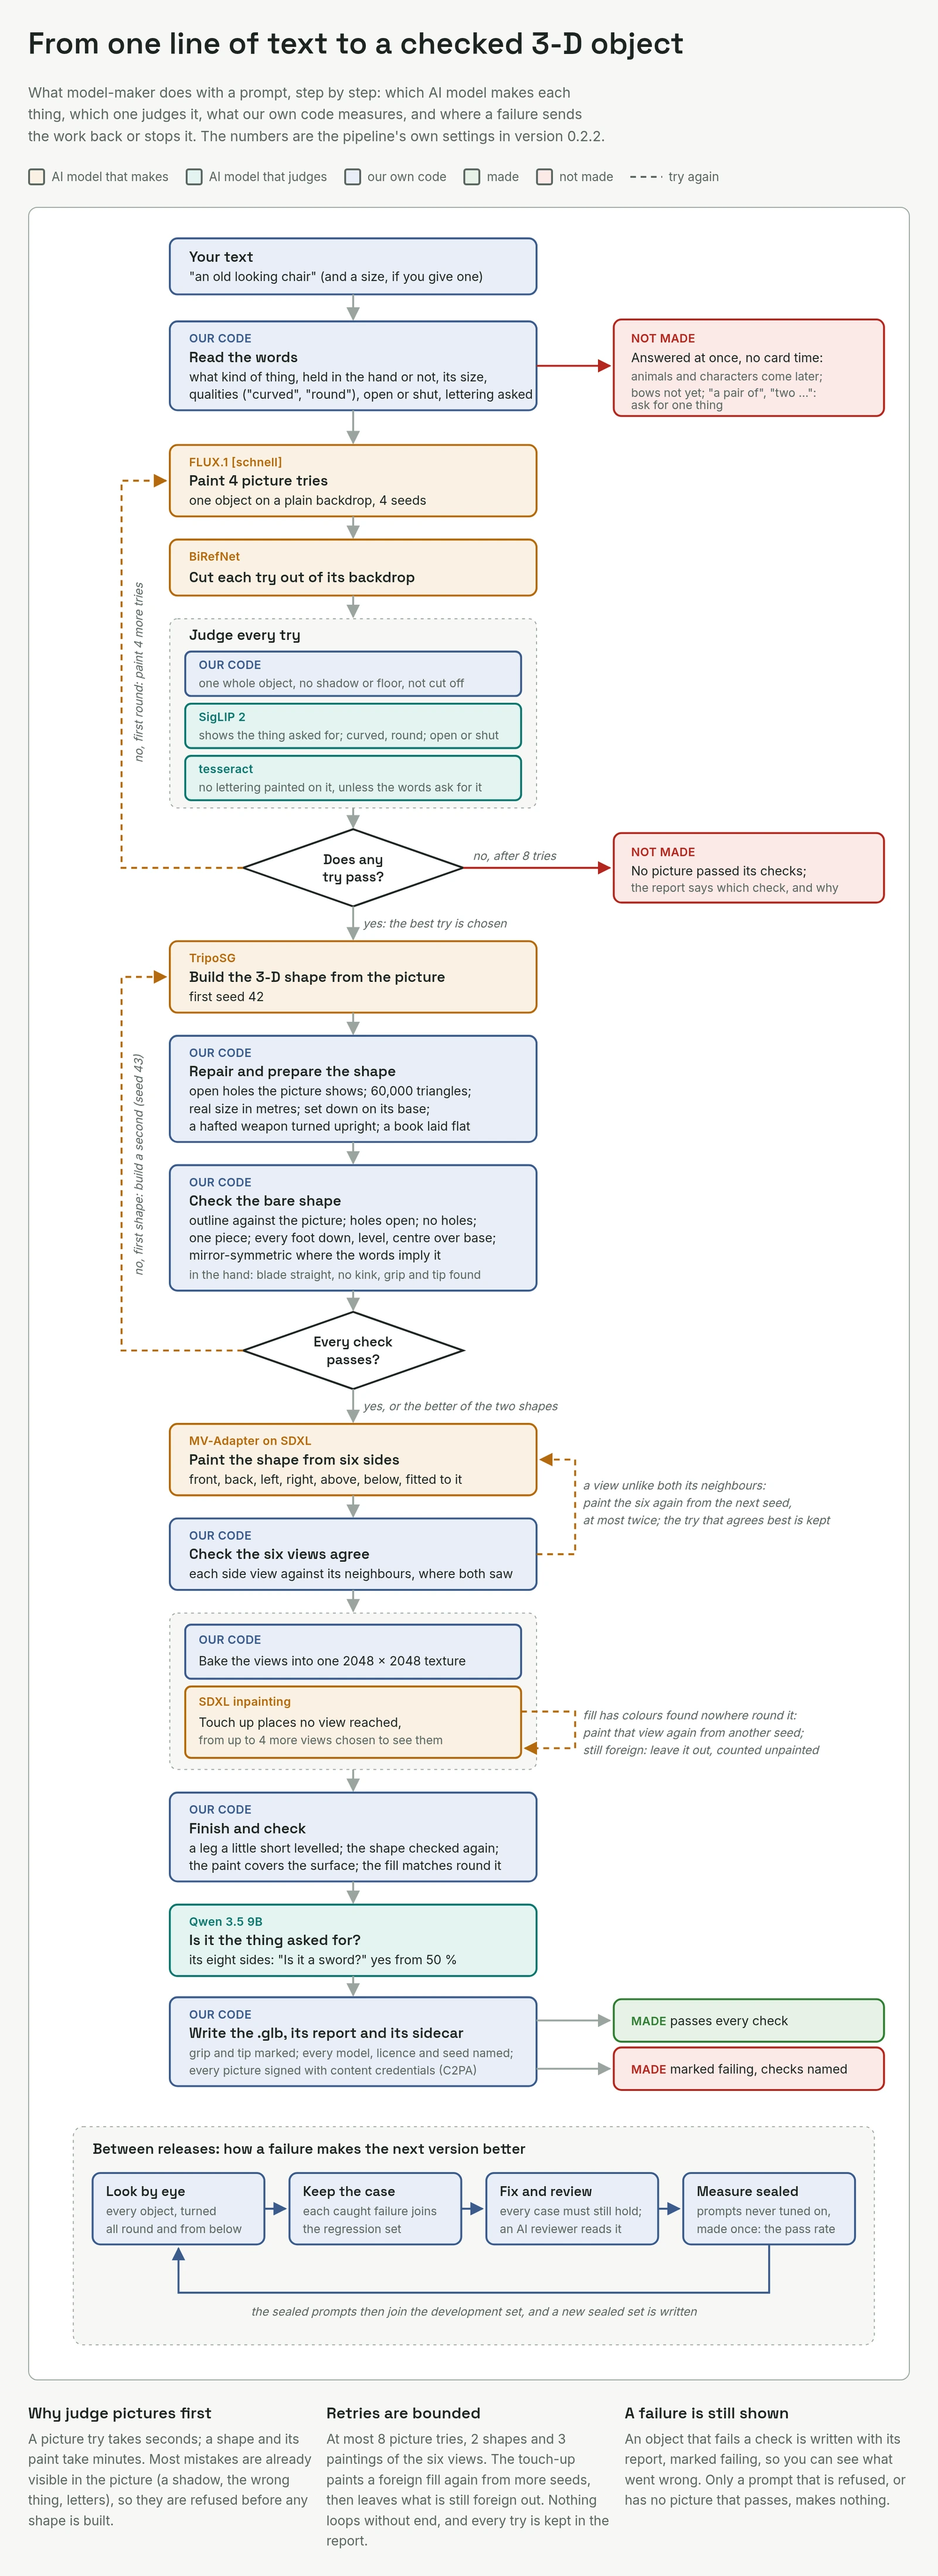 From one line of text to a checked 3-D object
What model-maker does with a prompt, step by step: which AI model makes each
thing, which one judges it, what our own code measures, and where a failure sends
the work back or stops it. The numbers are the pipeline's own settings in version 0.2.2.
AI model that makes
AI model that judges
our own code
made
not made
try again
Your text
"an old looking chair" (and a size, if you give one)
OUR CODE
Read the words
what kind of thing, held in the hand or not, its size,
qualities ("curved", "round"), open or shut, lettering asked
NOT MADE
Answered at once, no card time:
animals and characters come later;
bows not yet; "a pair of", "two ...":
ask for one thing
FLUX.1 [schnell]
Paint 4 picture tries
one object on a plain backdrop, 4 seeds
BiRefNet
Cut each try out of its backdrop
no, first round: paint 4 more tries
Judge every try
OUR CODE
one whole object, no shadow or floor, not cut off
SigLIP 2
shows the thing asked for; curved, round; open or shut
tesseract
no lettering painted on it, unless the words ask for it
Does any
try pass?
no, after 8 tries
NOT MADE
No picture passed its checks;
the report says which check, and why
yes: the best try is chosen
TripoSG
Build the 3-D shape from the picture
first seed 42
OUR CODE
Repair and prepare the shape
open holes the picture shows; 60,000 triangles;
real size in metres; set down on its base;
a hafted weapon turned upright; a book laid flat
no, first shape: build a second (seed 43)
OUR CODE
Check the bare shape
outline against the picture; holes open; no holes;
one piece; every foot down, level, centre over base;
mirror-symmetric where the words imply it
in the hand: blade straight, no kink, grip and tip found
Every check
passes?
yes, or the better of the two shapes
MV-Adapter on SDXL
Paint the shape from six sides
front, back, left, right, above, below, fitted to it
a view unlike both its neighbours:
paint the six again from the next seed,
at most twice; the try that agrees best is kept
OUR CODE
Check the six views agree
each side view against its neighbours, where both saw
OUR CODE
Bake the views into one 2048 × 2048 texture
SDXL inpainting
Touch up places no view reached,
from up to 4 more views chosen to see them
fill has colours found nowhere round it:
paint that view again from another seed;
still foreign: leave it out, counted unpainted
OUR CODE
Finish and check
a leg a little short levelled; the shape checked again;
the paint covers the surface; the fill matches round it
Qwen 3.5 9B
Is it the thing asked for?
its eight sides: "Is it a sword?" yes from 50 %
OUR CODE
Write the .glb, its report and its sidecar
grip and tip marked; every model, licence and seed named;
every picture signed with content credentials (C2PA)
MADE passes every check
MADE marked failing, checks named
Between releases: how a failure makes the next version better
Look by eye
every object, turned
all round and from below
Keep the case
each caught failure joins
the regression set
Fix and review
every case must still hold;
an AI reviewer reads it
Measure sealed
prompts never tuned on,
made once: the pass rate
the sealed prompts then join the development set, and a new sealed set is written
Why judge pictures first
A picture try takes seconds; a shape and its
paint take minutes. Most mistakes are already
visible in the picture (a shadow, the wrong
thing, letters), so they are refused before any
shape is built.
Retries are bounded
At most 8 picture tries, 2 shapes and 3
paintings of the six views. The touch-up
paints a foreign fill again from more seeds,
then leaves what is still foreign out. Nothing
loops without end, and every try is kept in the
report.
A failure is still shown
An object that fails a check is written with its
report, marked failing, so you can see what
went wrong. Only a prompt that is refused, or
has no picture that passes, makes nothing.